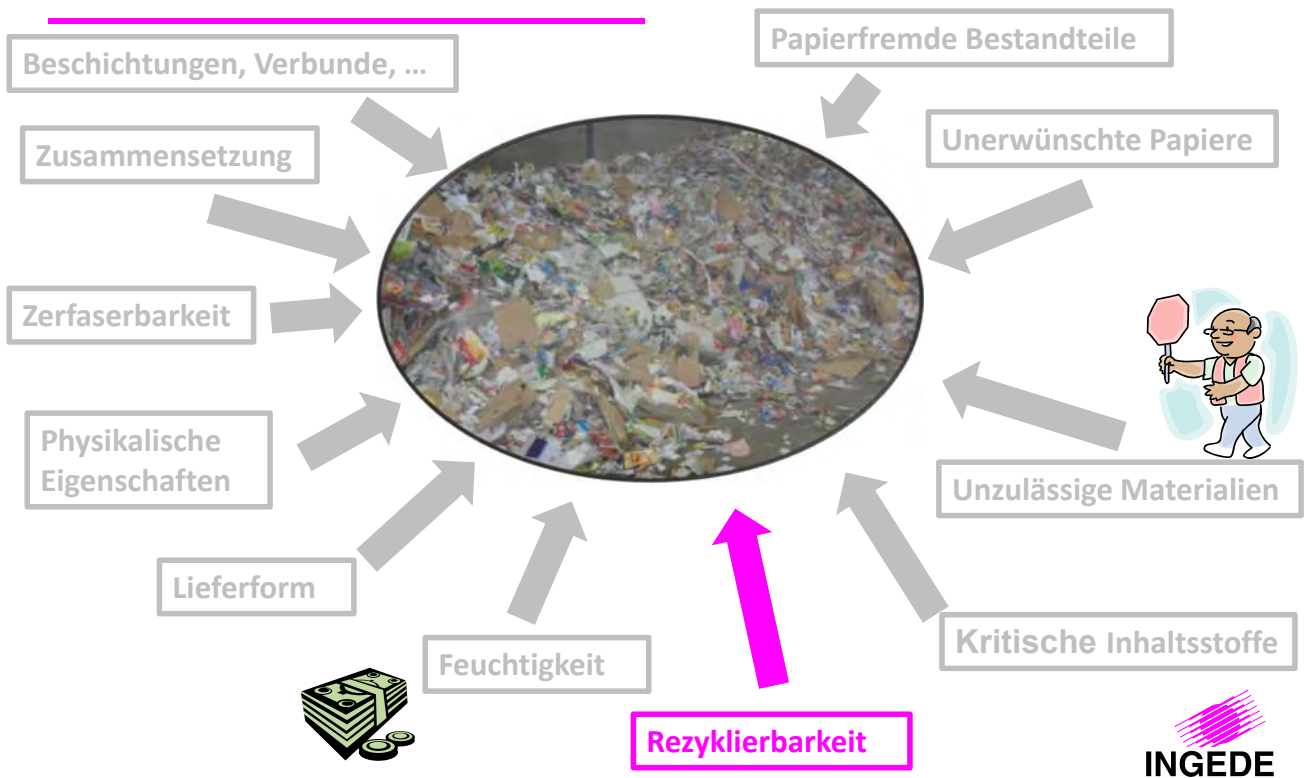 Papierfremde Bestandteile
Beschichtungen, Verbunde, …
Unerwünschte Papiere
Zusammensetzung
Zerfaserbarkeit
Physikalische
Eigenschaften
Unzulässige Materialien
Lieferform
Kritische Inhaltsstoffe
Feuchtigkeit
Rezyklierbarkeit
INGEDE